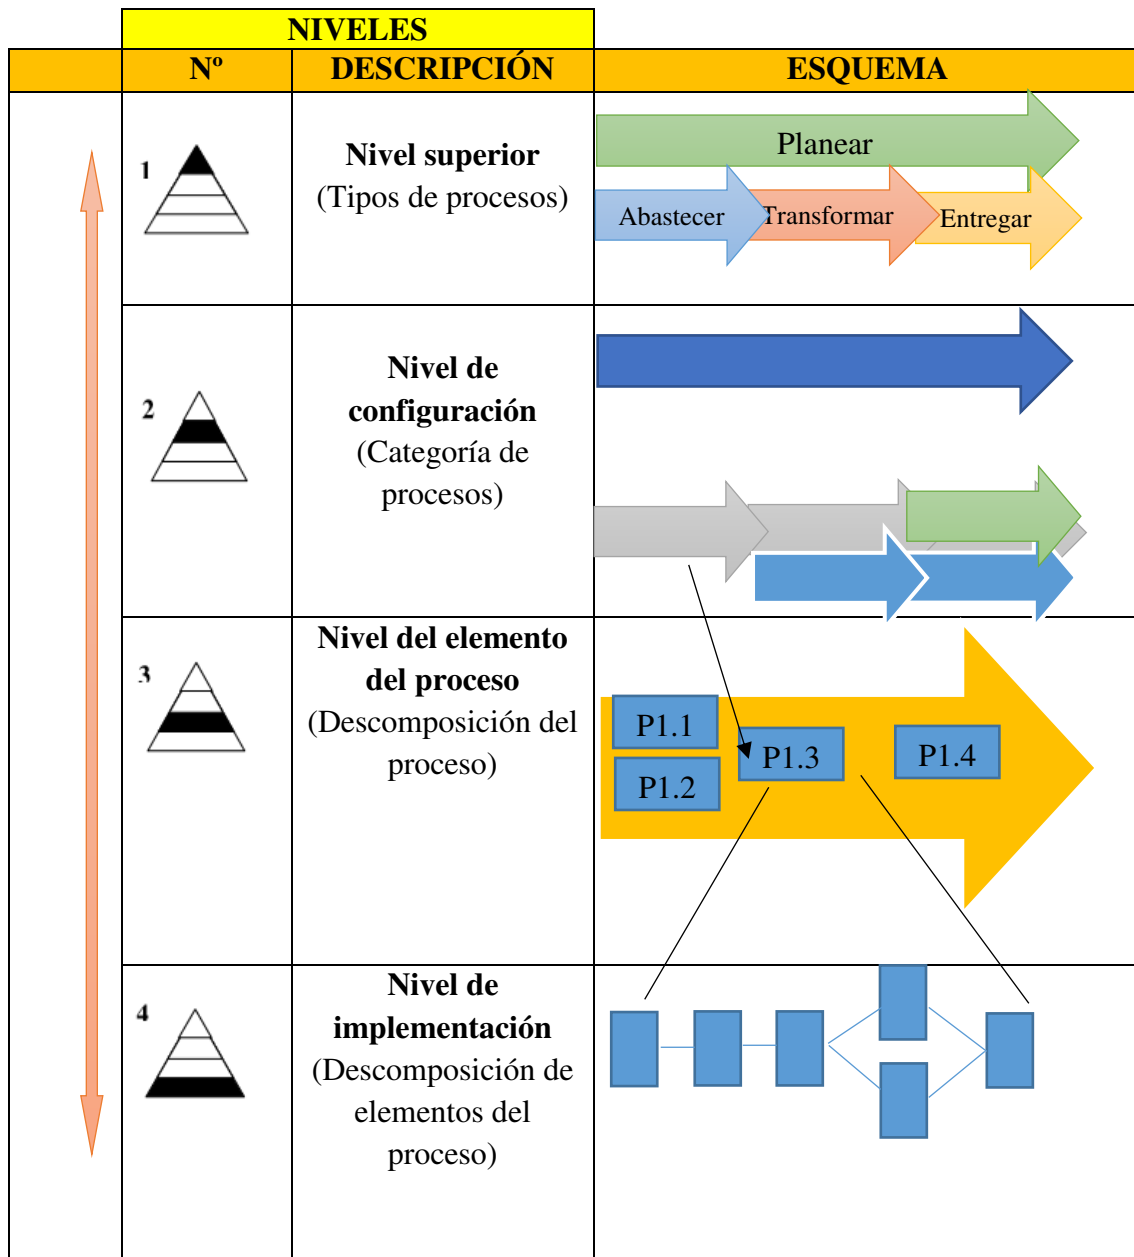 NIVELES
Nº DESCRIPCIÓN ESQUEMA
1
Nivel superior
(Tipos de procesos)
Planear
Abastecer Transformar Entregar
2
Nivel de
configuración
(Categoría de
procesos)
3
Nivel del elemento
del proceso
(Descomposición del
proceso)
P1.1
P1.2
P1.3
P1.4
4
Nivel de
implementación
(Descomposición de
elementos del
proceso)